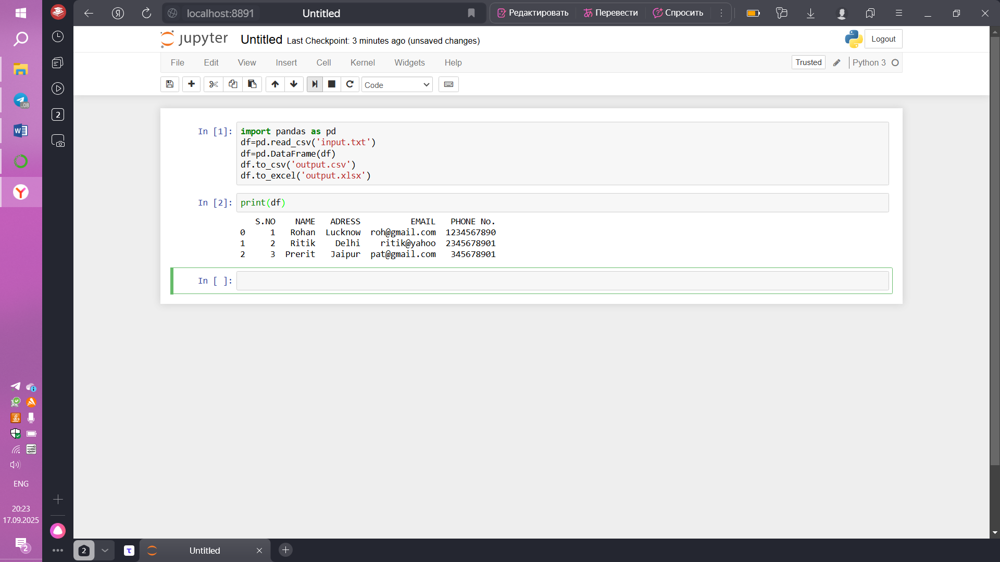 localhost:8891
Untitled
Редактировать
Перевести
Спросить
jupyter Untitled Last Checkpoint: 3 minutes ago (unsaved changes)
Logout
File Edit View Insert Cell Kernel Widgets Help
Trusted
Python 3
Code
In [1]: import pandas as pd
df=pd.read_csv('input.txt')
df=pd.DataFrame(df)
df.to_csv('output.csv')
df.to_excel('output.xlsx')
In [2]: print(df)
S.NO NAME ADRESS EMAIL PHONE No.
0 1 Rohan Lucknow roh@gmail.com 1234567890
1 2 Ritik Delhi ritik@yahoo 2345678901
2 3 Prerit Jaipur pat@gmail.com 345678901
In [ ]:
..08
W
Y
2
ENG
20:23
17.09.2025
2
2
τ
Untitled